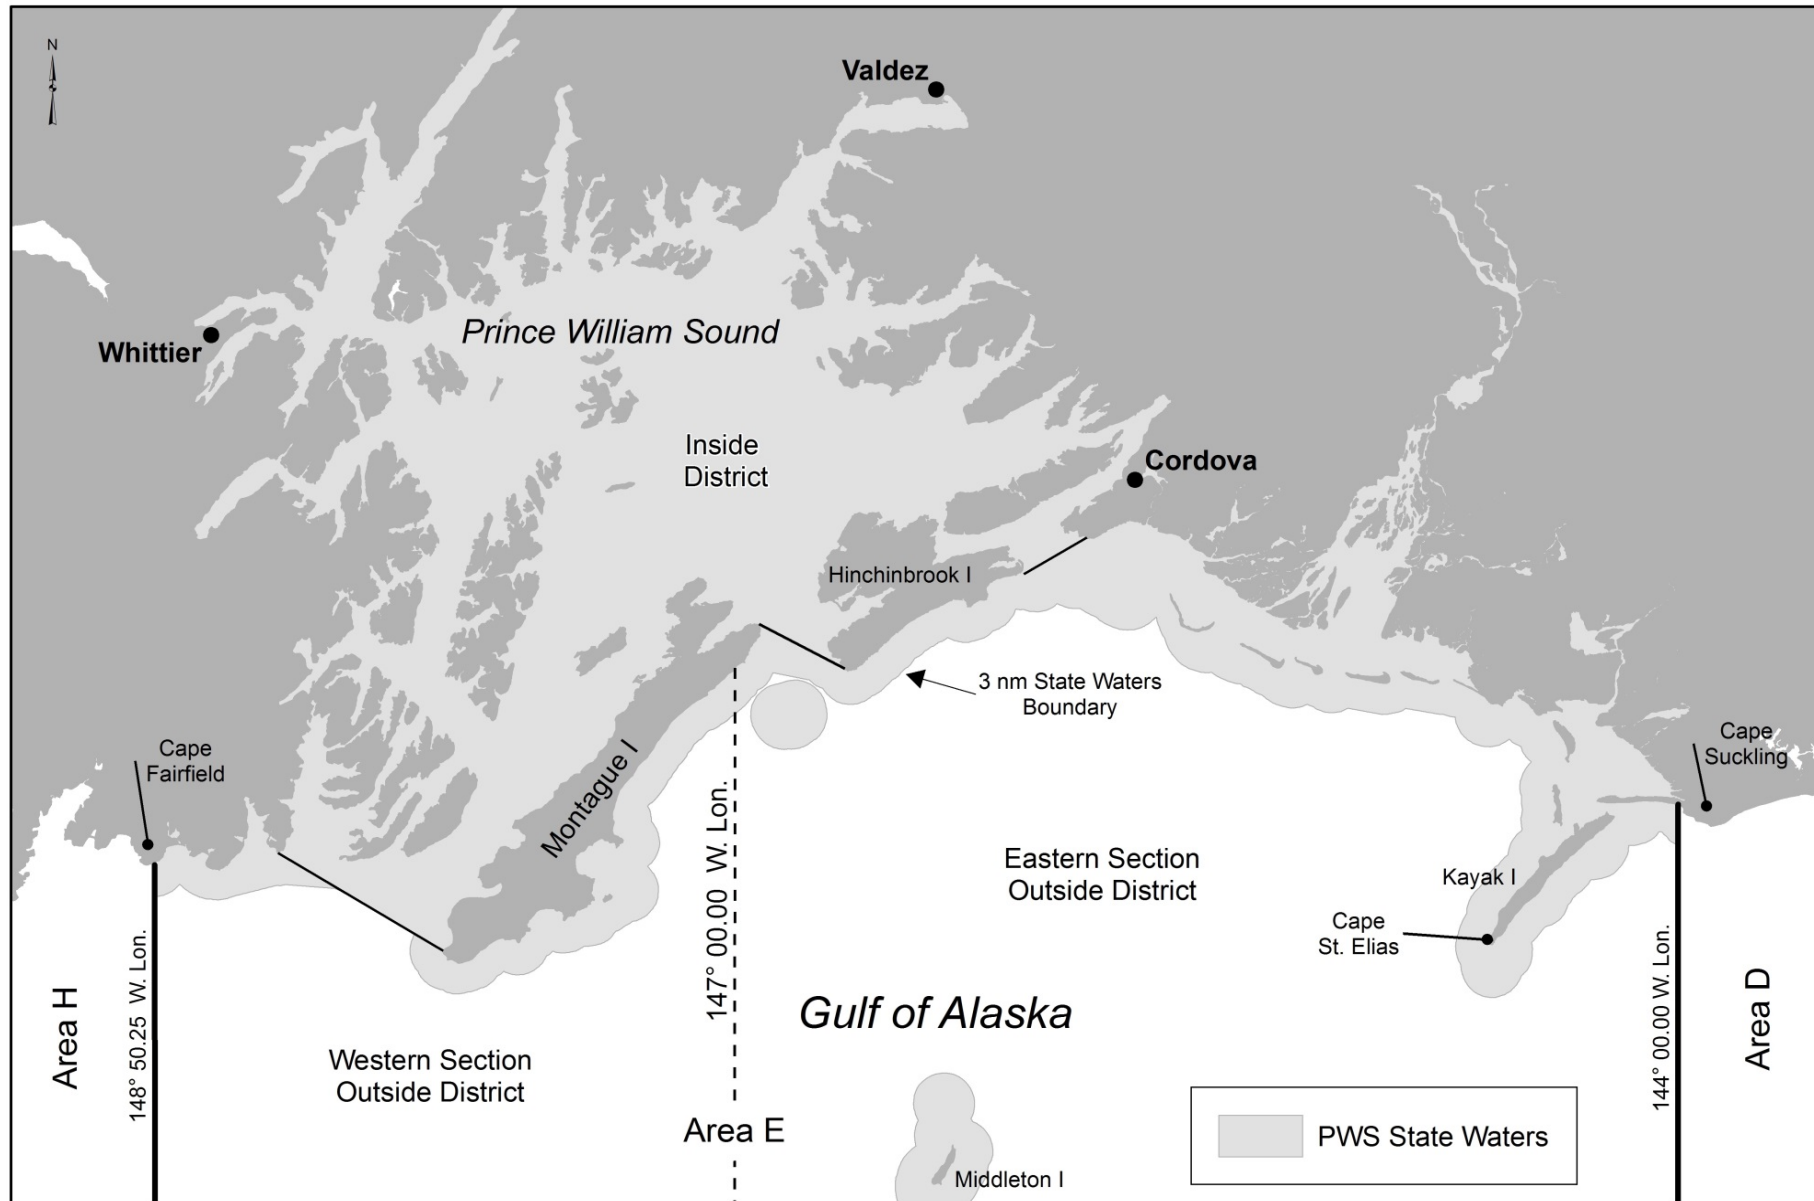 N
Valdez
Prince William Sound
Whittier
Inside
District
Cordova
Hinchinbrook I
3 nm State Waters
Boundary
Cape
Fairfield
Cape
Suckling
Montague I
147° 00.00 W. Lon.
Eastern Section
Outside District
Kayak I
Cape
St. Elias
Area H
148° 50.25 W. Lon.
Gulf of Alaska
144° 00.00 W. Lon.
Area D
Western Section
Outside District
Area E
PWS State Waters
Middleton I